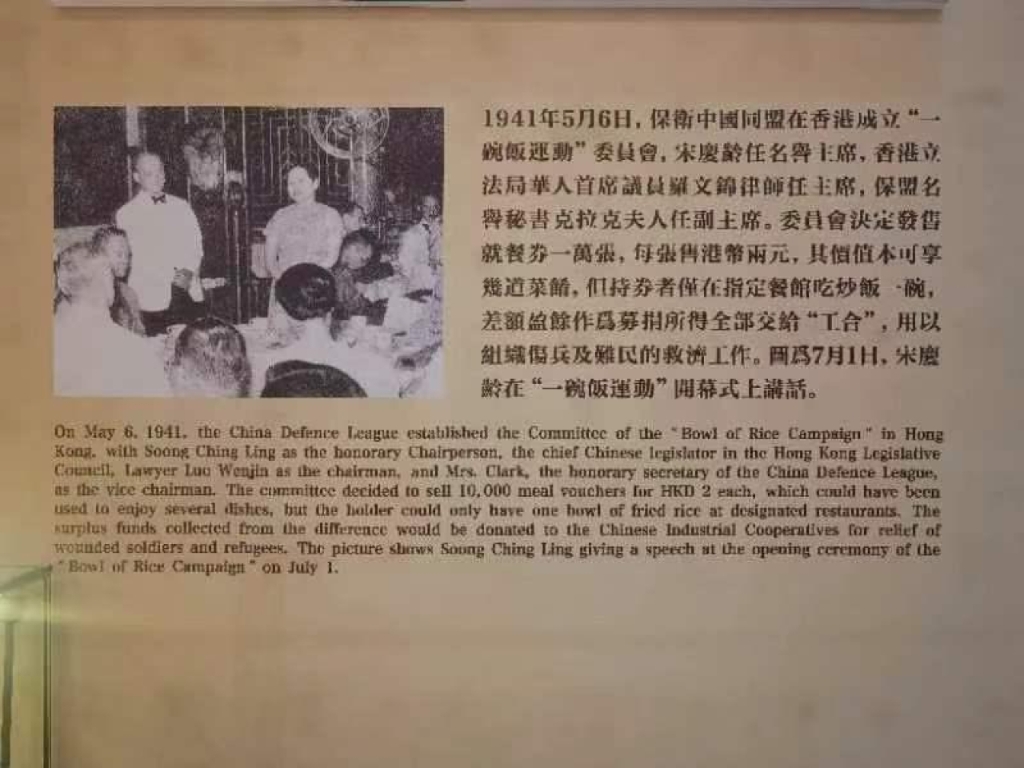 1941年5月6日，保衛中國同盟在香港成立“一
碗飯運動”委員會，宋慶齡任名譽主席，香港立
法局華人首席議員羅文錦律師任主席，保盟名
譽秘書克拉克夫人任副主席。委員會決定發售
就餐券一萬張，每張售港幣兩元，其價值本可享
幾道菜餚，但持券者僅在指定餐館吃炒飯一碗，
差額盈餘作爲募捐所得全部交給“工合”，用以
組織傷兵及難民的救濟工作。圖爲7月1日，宋慶
齡在“一碗飯運動”開幕式上講話。
On May 6, 1941, the China Defence League established the Committee of the "Bowl of Rice Campaign" in Hong
Kong, with Soong Ching Ling as the honorary Chairperson, the chief Chinese legislator in the Hong Kong Legislative
Council, Lawyer Luo Wenjin as the chairman, and Mrs. Clark, the honorary secretary of the China Defence League,
as the vice chairman. The committee decided to sell 10,000 meal vouchers for HKD 2 each, which could have been
used to enjoy several dishes, but the holder could only have one bowl of fried rice at designated restaurants. The
surplus funds collected from the difference would be donated to the Chinese Industrial Cooperatives for relief of
wounded soldiers and refugees. The picture shows Soong Ching Ling giving a speech at the opening ceremony of the
"Bowl of Rice Campaign" on July 1.